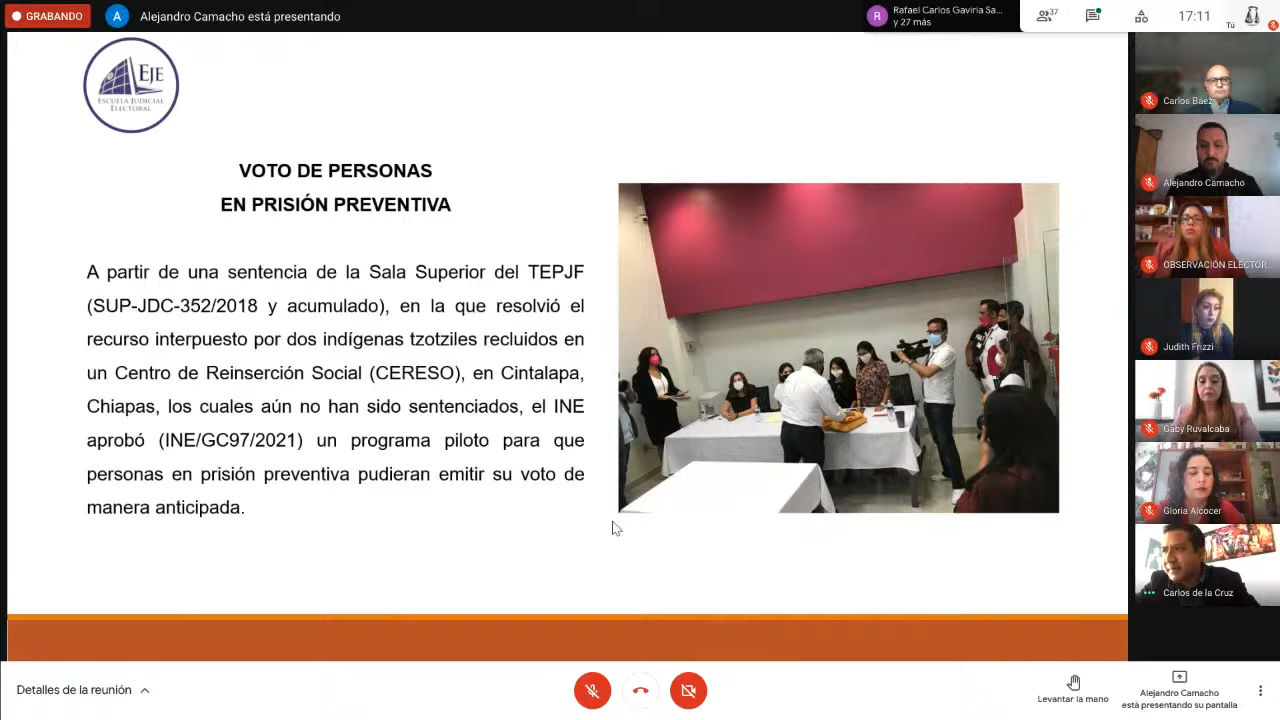 GRABANDO
A
Alejandro Camacho está presentando
R
Rafael Carlos Gaviria Sa...
y 27 más
37
17:11
Tú
EJE
ESCUELA JUDICIAL
ELECTORAL
VOTO DE PERSONAS
EN PRISIÓN PREVENTIVA
A partir de una sentencia de la Sala Superior del TEPJF
(SUP-JDC-352/2018 y acumulado), en la que resolvió el
recurso interpuesto por dos indígenas tzotziles recluidos en
un Centro de Reinserción Social (CERESO), en Cintalapa,
Chiapas, los cuales aún no han sido sentenciados, el INE
aprobó (INE/GC97/2021) un programa piloto para que
personas en prisión preventiva pudieran emitir su voto de
manera anticipada.
Carlos Báez
Alejandro Camacho
OBSERVACIÓN ELECTOR...
Judith Frizzi
Gaby Ruvalcaba
Gloria Alcocer
Carlos de la Cruz
Detalles de la reunión
Levantar la mano
Alejandro Camacho
está presentando su pantalla